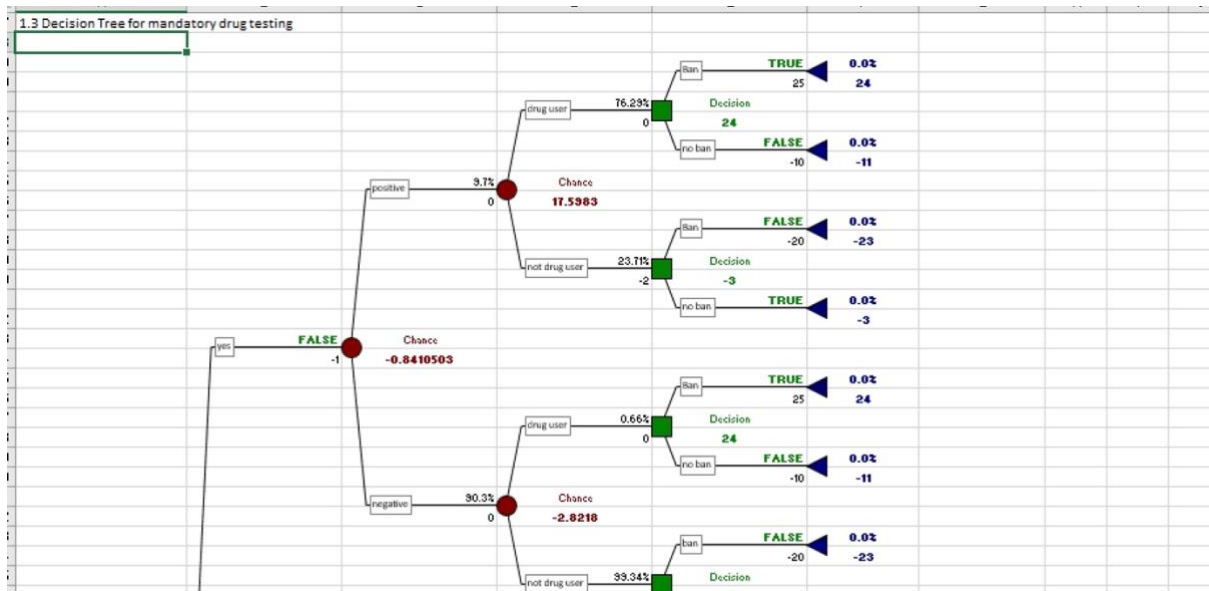 1.3 Decision Tree for mandatory drug testing
Ban TRUE 0.0%
25 24
drug user 76.29% Decision
0 24
no ban FALSE 0.0%
-10 -11
positive 9.7% Chance
0 17.5983
Ban FALSE 0.0%
-20 -23
not drug user 23.71% Decision
-2 -3
no ban TRUE 0.0%
-3
yes FALSE Chance
-1 -0.8410503
Ban TRUE 0.0%
25 24
drug user 0.66% Decision
0 24
no ban FALSE 0.0%
-10 -11
negative 90.3% Chance
0 -2.8218
ban FALSE 0.0%
-20 -23
not drug user 99.34% Decision